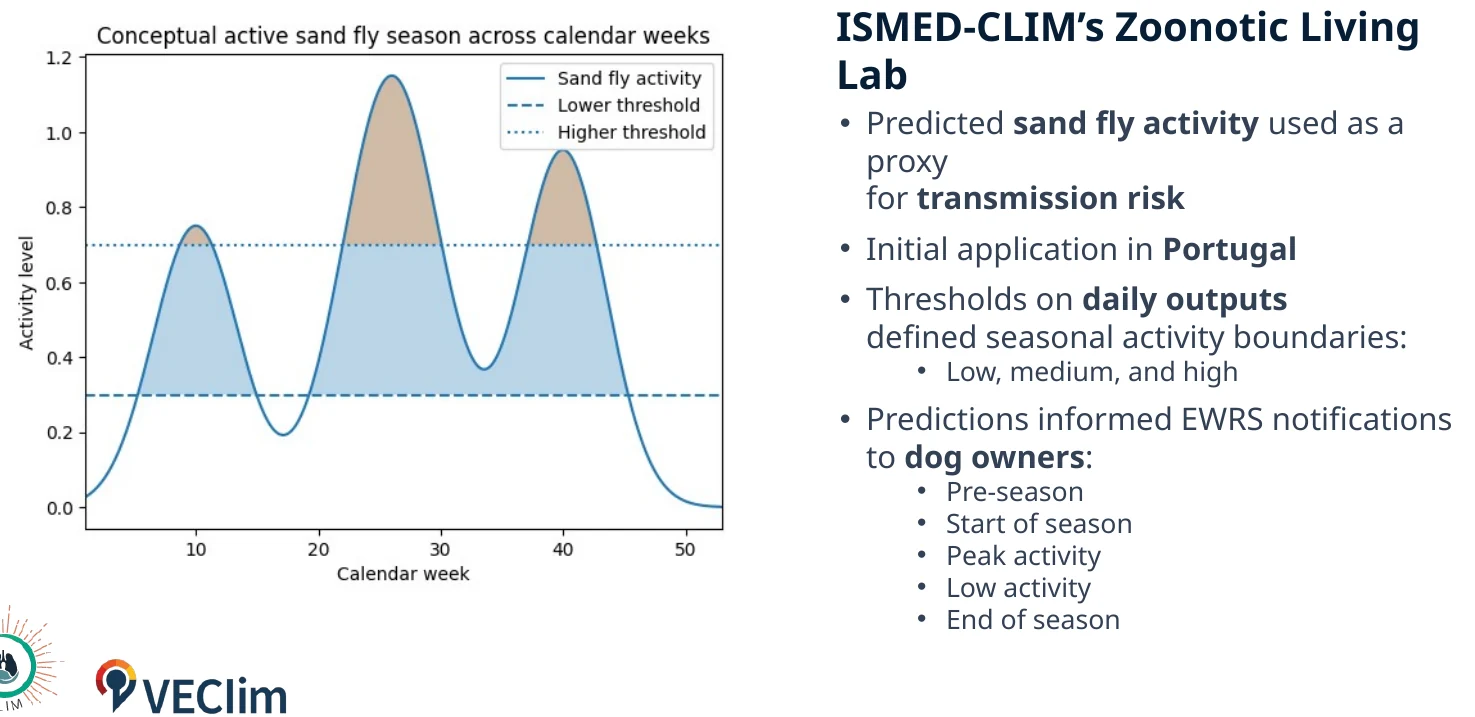 Conceptual active sand fly season across calendar weeks
1.2
1.0
0.8
0.6
0.4
0.2
0.0
Activity level
Sand fly activity
Lower threshold
Higher threshold
10 20 30 40 50
Calendar week
ISMED-CLIM’s Zoonotic Living
Lab
• Predicted sand fly activity used as a
proxy
for transmission risk
• Initial application in Portugal
• Thresholds on daily outputs
defined seasonal activity boundaries:
• Low, medium, and high
• Predictions informed EWRS notifications
to dog owners:
• Pre-season
• Start of season
• Peak activity
• Low activity
• End of season
LIM
VEClim